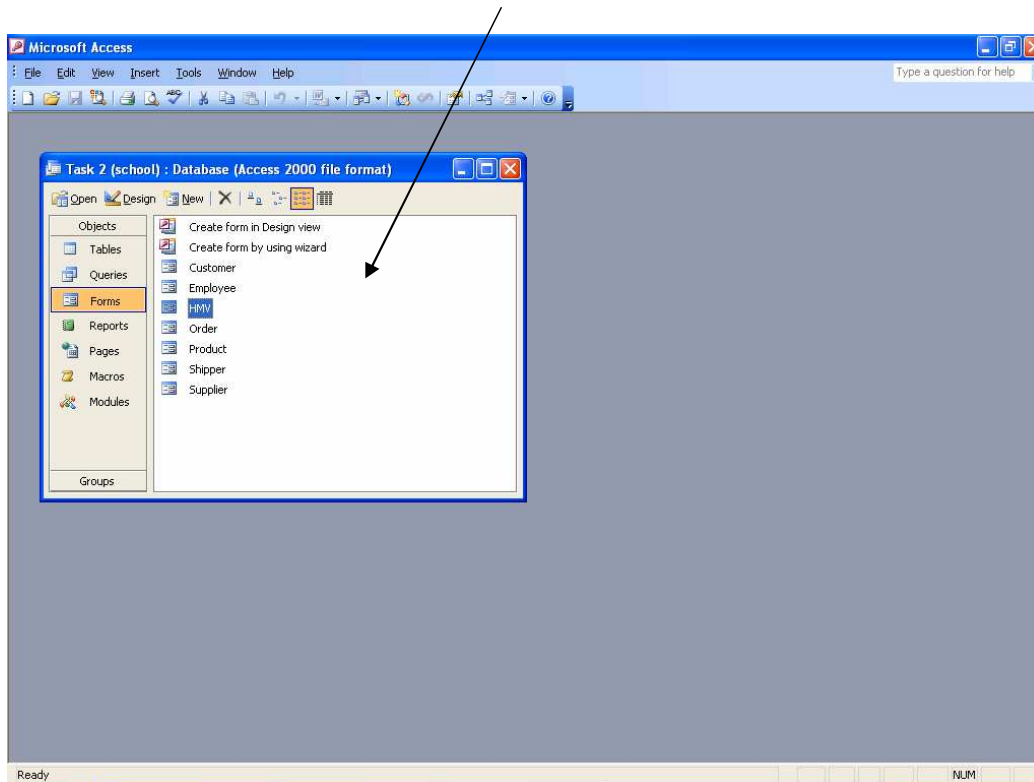 Microsoft Access
File Edit View Insert Tools Window Help
Type a question for help
Task 2 (school) : Database (Access 2000 file format)
Open Design New
Objects
Tables
Queries
Forms
Reports
Pages
Macros
Modules
Groups
Create form in Design view
Create form by using wizard
Customer
Employee
HMV
Order
Product
Shipper
Supplier
Ready
NUM